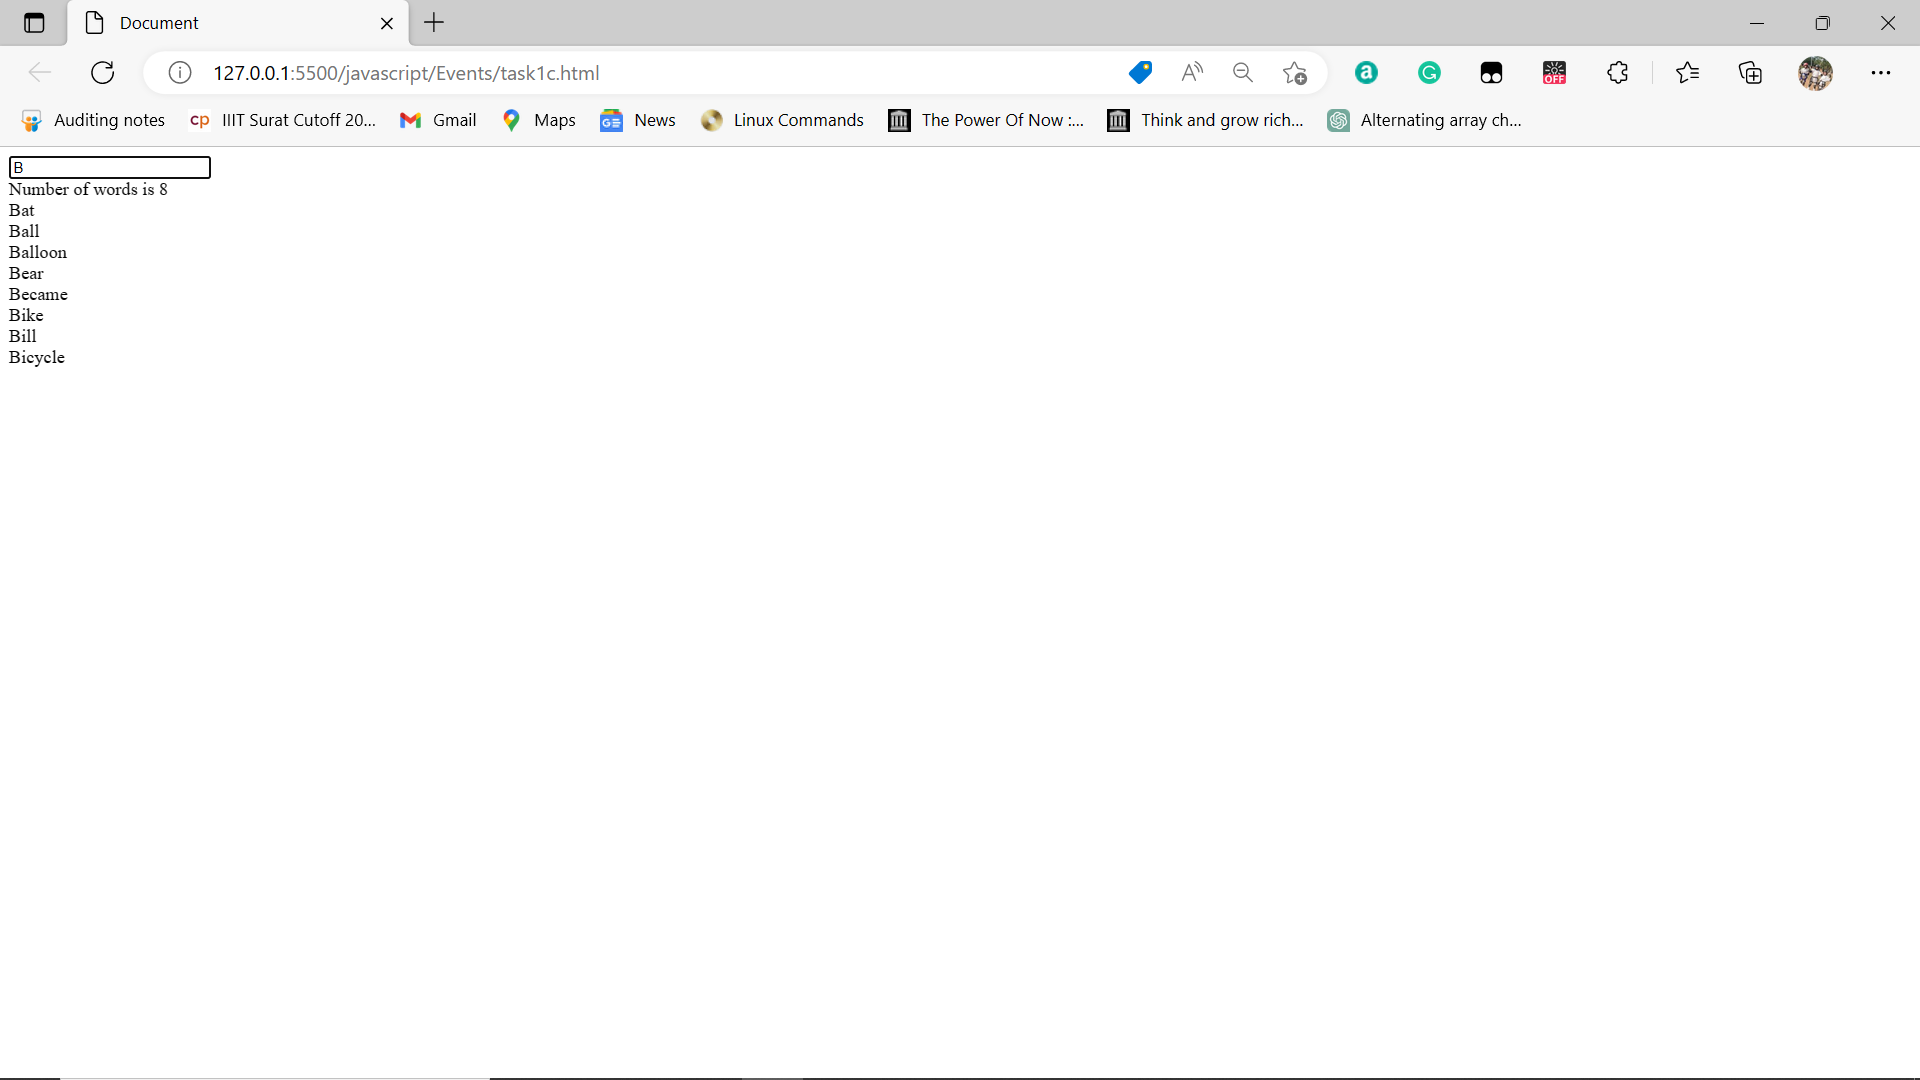 Document
127.0.0.1:5500/javascript/Events/task1c.html
A
a
G
OFF
Auditing notes
cp IIIT Surat Cutoff 20...
Gmail
Maps
GE News
Linux Commands
The Power Of Now :...
Think and grow rich...
Alternating array ch...
B
Number of words is 8
Bat
Ball
Balloon
Bear
Became
Bike
Bill
Bicycle